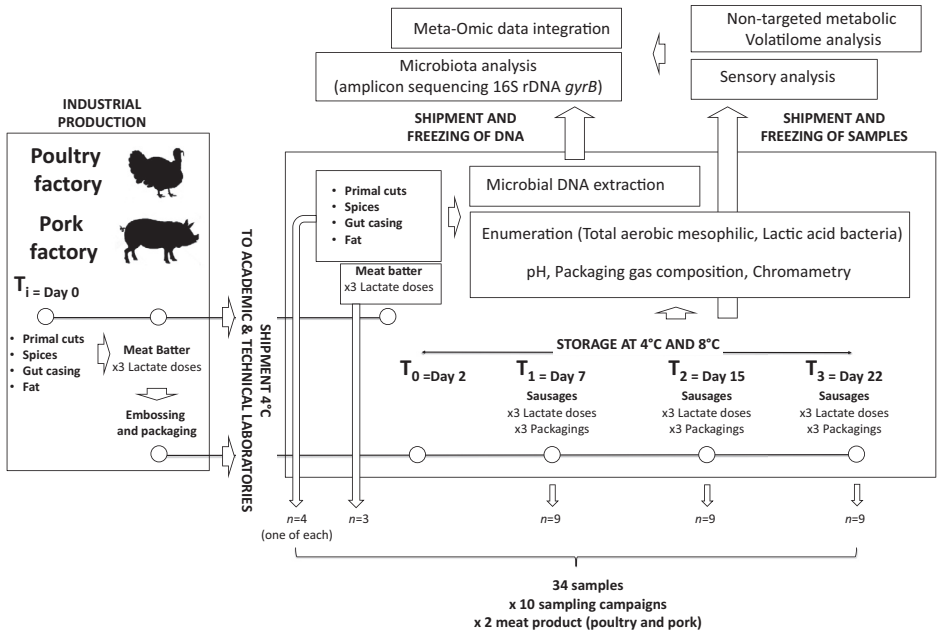 Meta-Omic data integration
Non-targeted metabolic
Volatilome analysis
Microbiota analysis
(amplicon sequencing 16S rDNA gyrB)
Sensory analysis
INDUSTRIAL
PRODUCTION
SHIPMENT AND
FREEZING OF DNA
SHIPMENT AND
FREEZING OF SAMPLES
Poultry
factory
Pork
factory
Ti = Day 0
• Primal cuts
• Spices
• Gut casing
• Fat
Meat Batter
x3 Lactate doses
Embossing
and packaging
TO ACADEMIC & TECHNICAL LABORATORIES
SHIPMENT 4°C
• Primal cuts
• Spices
• Gut casing
• Fat
Meat batter
x3 Lactate doses
Microbial DNA extraction
Enumeration (Total aerobic mesophilic, Lactic acid bacteria)
pH, Packaging gas composition, Chromametry
STORAGE AT 4°C AND 8°C
T0 =Day 2
T1 = Day 7
Sausages
x3 Lactate doses
x3 Packagings
T2 = Day 15
Sausages
x3 Lactate doses
x3 Packagings
T3 = Day 22
Sausages
x3 Lactate doses
x3 Packagings
n=4
(one of each)
n=3
n=9
n=9
n=9
34 samples
x 10 sampling campaigns
x 2 meat product (poultry and pork)